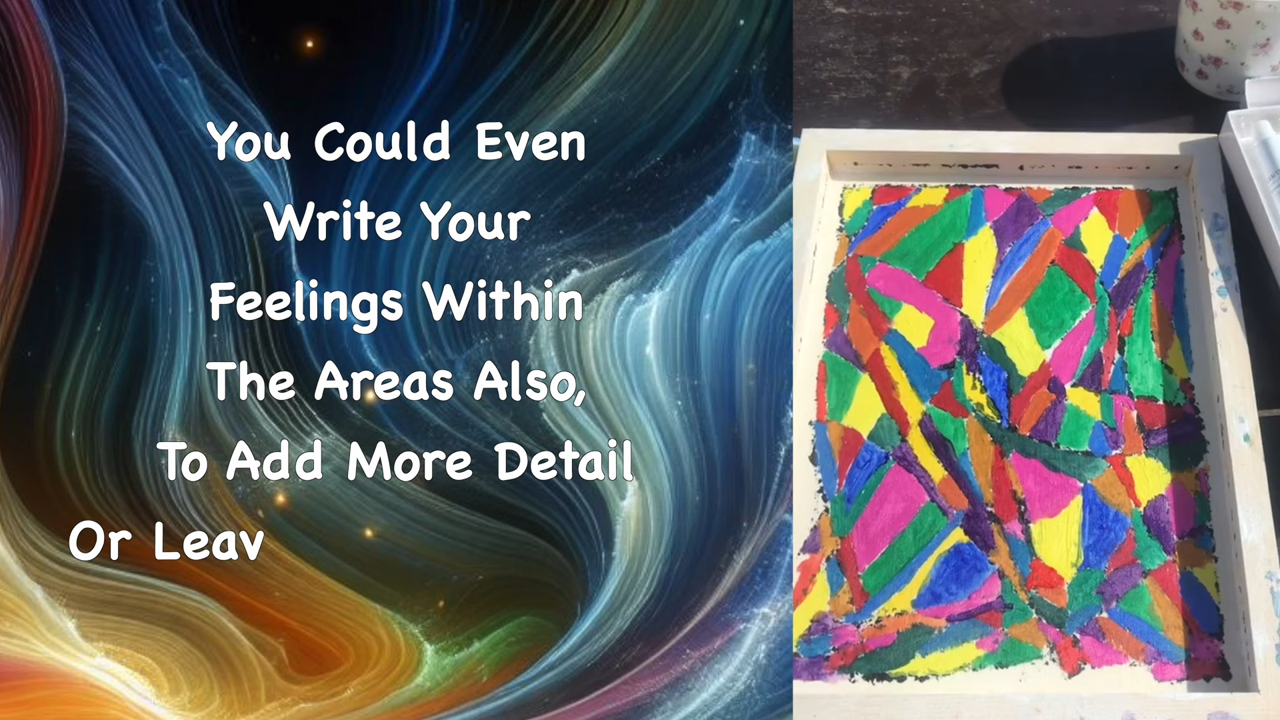 You Could Even
Write Your
Feelings Within
The Areas Also,
To Add More Detail
Or Leav